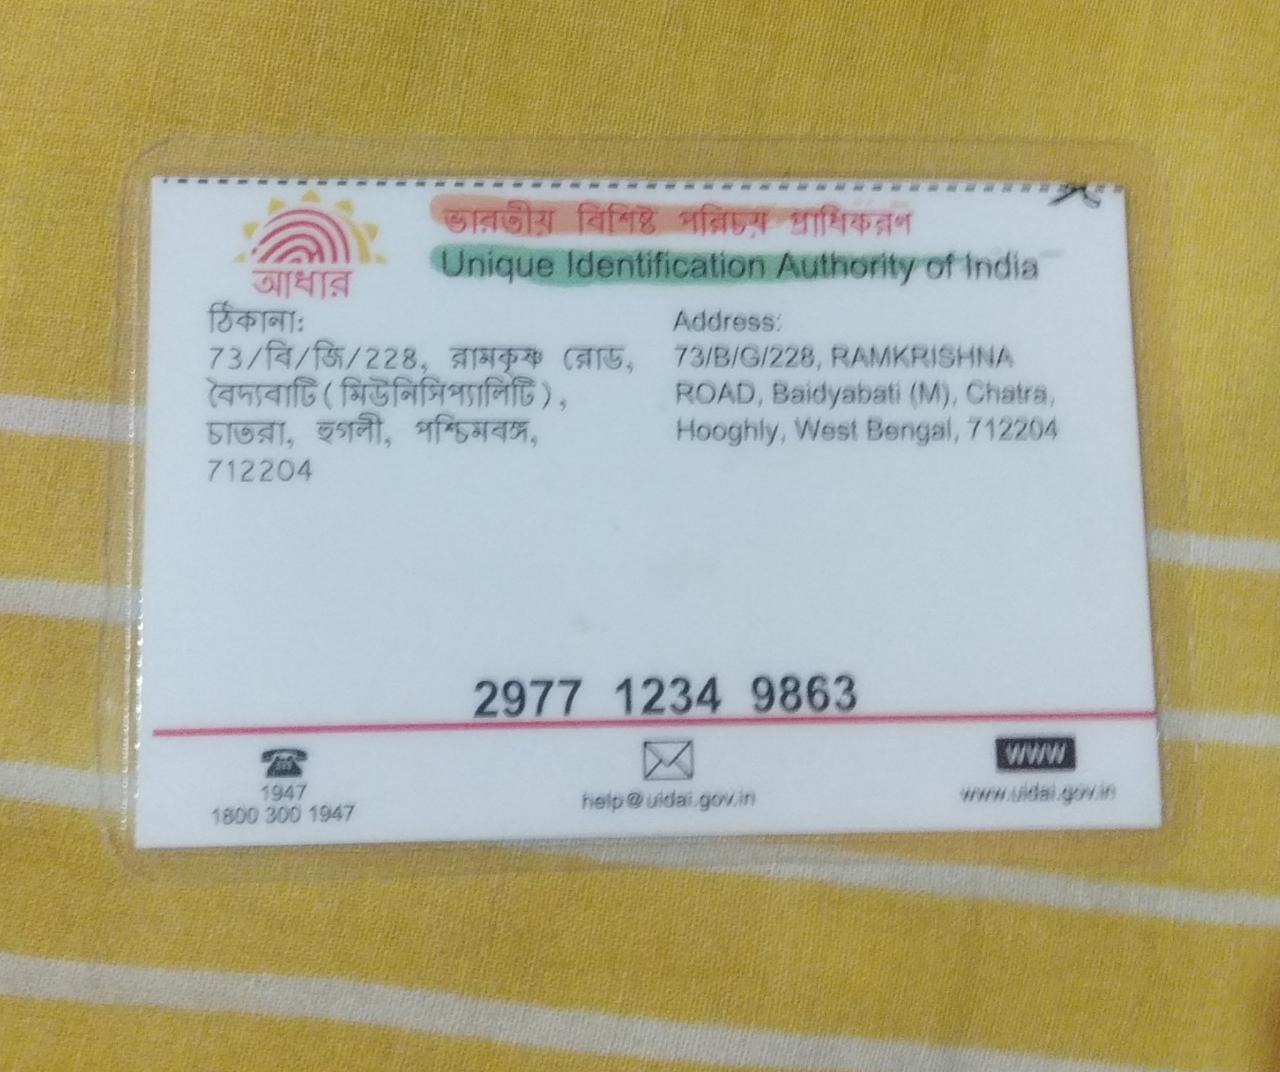 ভারতীয় বিশিষ্ট পরিচয় প্রাধিকরণ
Unique Identification Authority of India
আধার
ঠিকানা:
73/বি/জি/228, রামকৃষ্ণ রোড,
বৈদ্যবাটি (মিউনিসিপ্যালিটি),
চাতরা, হুগলী, পশ্চিমবঙ্গ,
712204
Address:
73/B/G/228, RAMKRISHNA
ROAD, Baidyabati (M), Chatra,
Hooghly, West Bengal, 712204
2977 1234 9863
1947
1800 300 1947
help@uidai.gov.in
www
www.uidai.gov.in